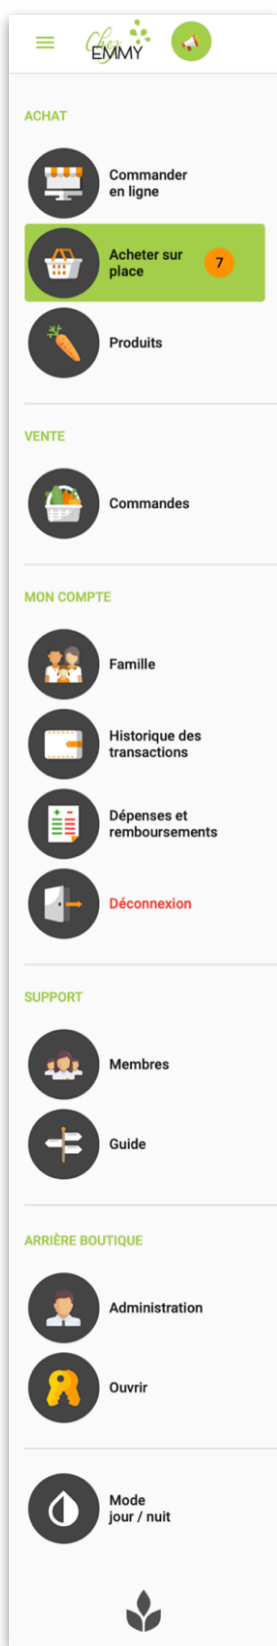 Chez
EMMY
ACHAT
Commander
en ligne
Acheter sur
place
7
Produits
VENTE
Commandes
MON COMPTE
Famille
Historique des
transactions
Dépenses et
remboursements
Déconnexion
SUPPORT
Membres
Guide
ARRIÈRE BOUTIQUE
Administration
Ouvrir
Mode
jour / nuit